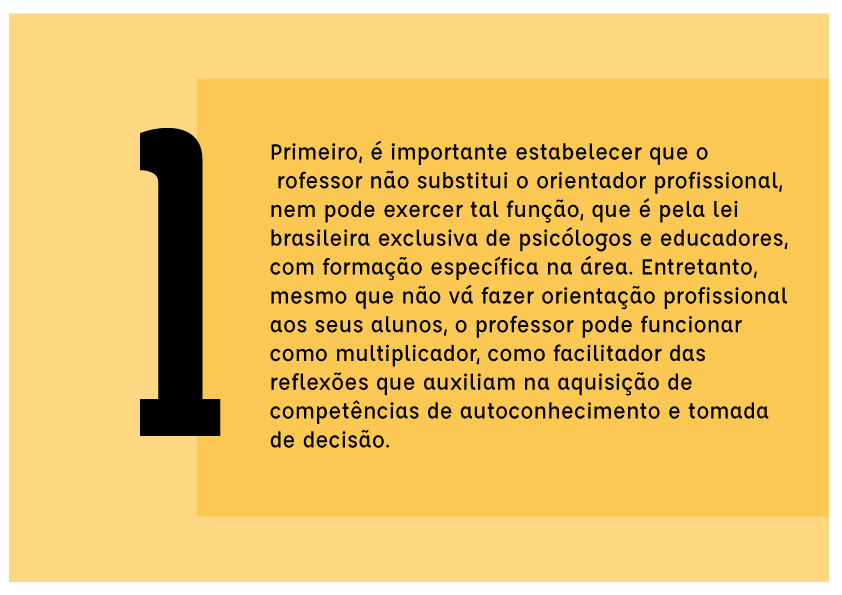 1
Primeiro, é importante estabelecer que o
rofessor não substitui o orientador profissional,
nem pode exercer tal função, que é pela lei
brasileira exclusiva de psicólogos e educadores,
com formação específica na área. Entretanto,
mesmo que não vá fazer orientação profissional
aos seus alunos, o professor pode funcionar
como multiplicador, como facilitador das
reflexões que auxiliam na aquisição de
competências de autoconhecimento e tomada
de decisão.